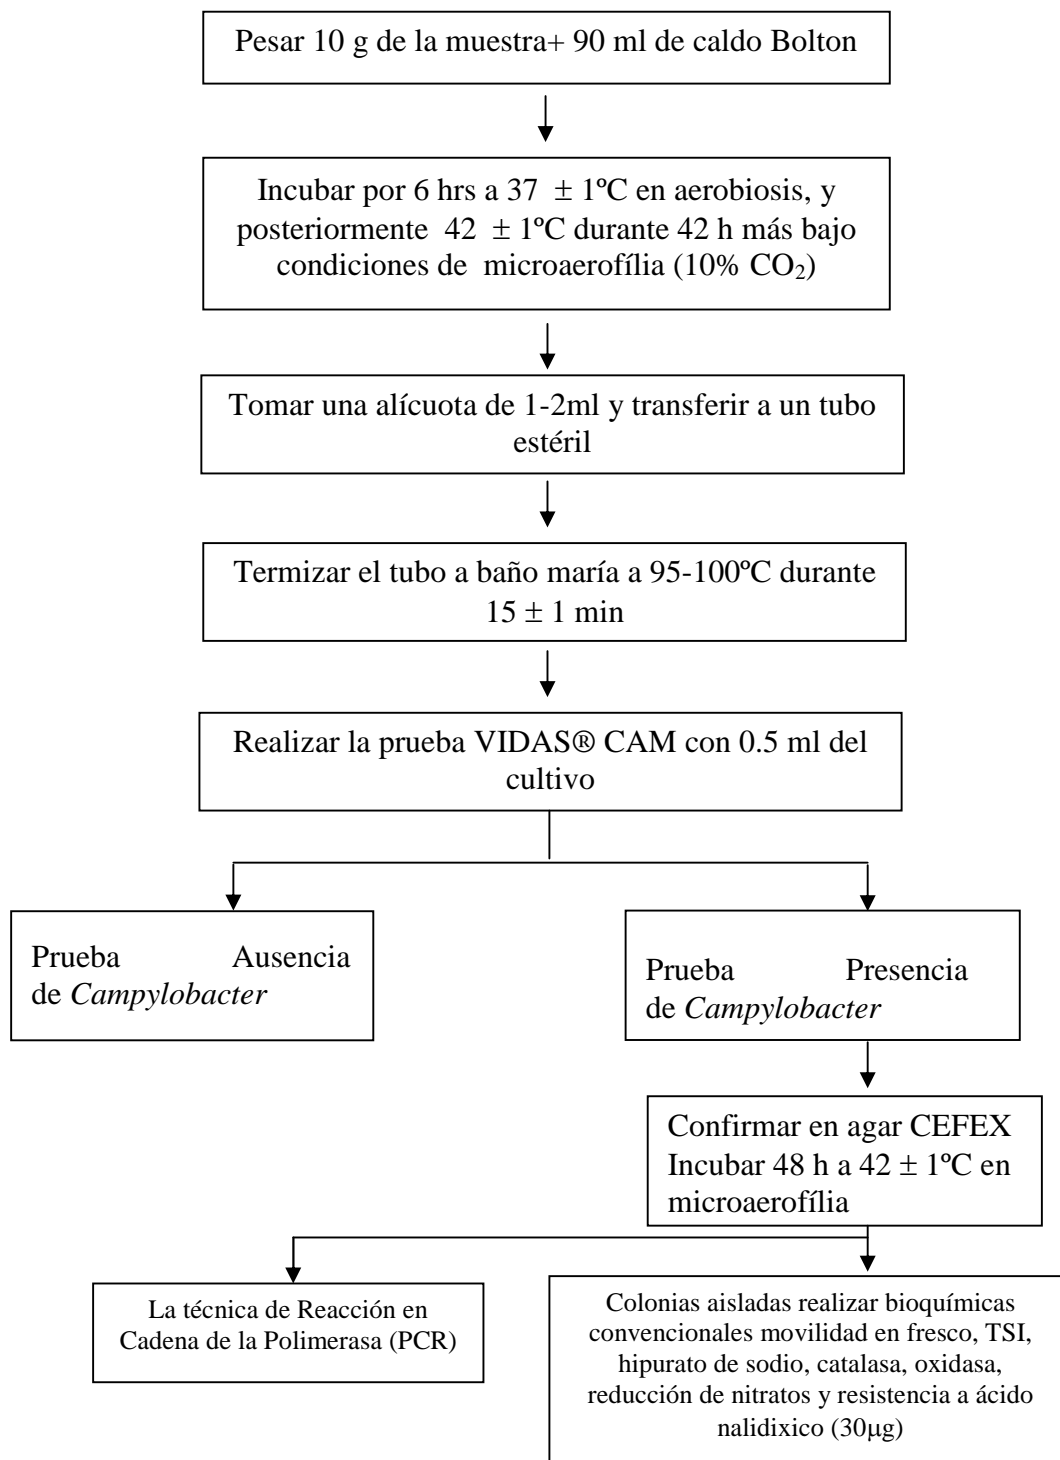 Pesar 10 g de la muestra+ 90 ml de caldo Bolton
Incubar por 6 hrs a 37 ± 1ºC en aerobiosis, y
posteriormente 42 ± 1ºC durante 42 h más bajo
condiciones de microaerofília (10% CO₂)
Tomar una alícuota de 1-2ml y transferir a un tubo
estéril
Termizar el tubo a baño maría a 95-100ºC durante
15 ± 1 min
Realizar la prueba VIDAS® CAM con 0.5 ml del
cultivo
Prueba Ausencia
de Campylobacter
Prueba Presencia
de Campylobacter
Confirmar en agar CEFEX
Incubar 48 h a 42 ± 1ºC en
microaerofília
La técnica de Reacción en
Cadena de la Polimerasa (PCR)
Colonias aisladas realizar bioquímicas
convencionales movilidad en fresco, TSI,
hipurato de sodio, catalasa, oxidasa,
reducción de nitratos y resistencia a ácido
nalidixico (30µg)